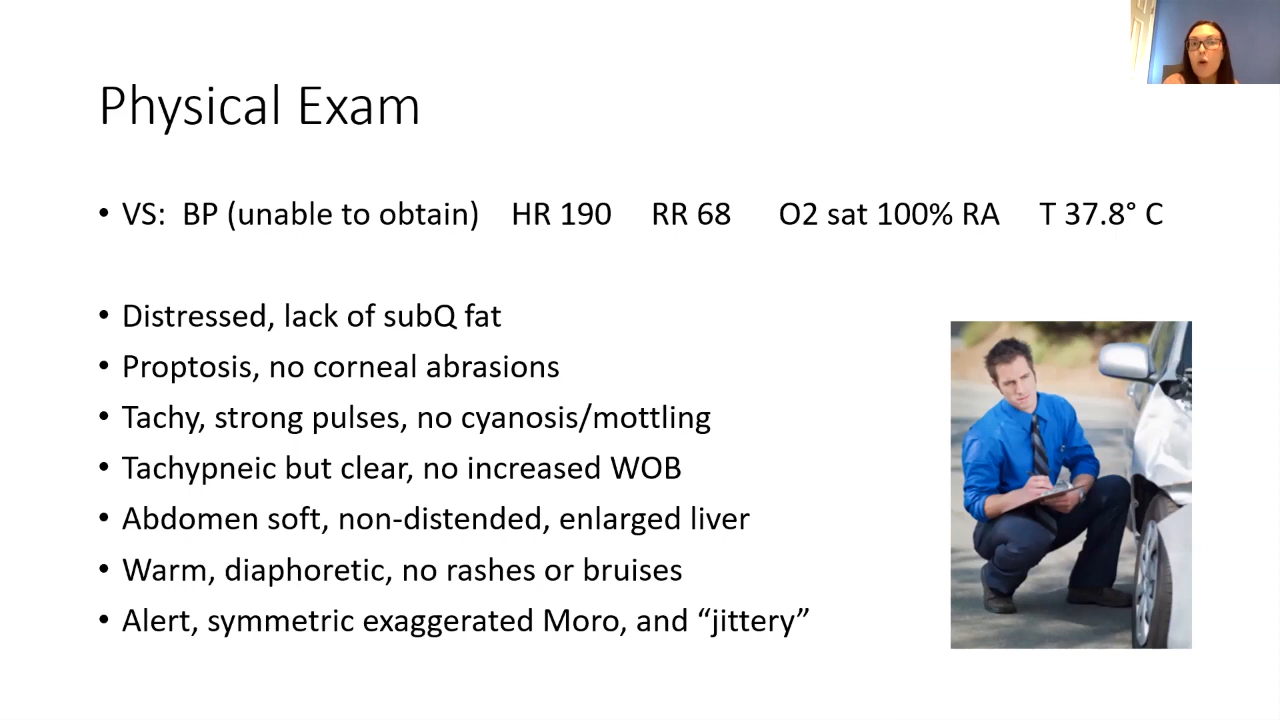 Physical Exam
• VS: BP (unable to obtain) HR 190 RR 68 O2 sat 100% RA T 37.8° C
• Distressed, lack of subQ fat
• Proptosis, no corneal abrasions
• Tachy, strong pulses, no cyanosis/mottling
• Tachypneic but clear, no increased WOB
• Abdomen soft, non-distended, enlarged liver
• Warm, diaphoretic, no rashes or bruises
• Alert, symmetric exaggerated Moro, and “jittery”